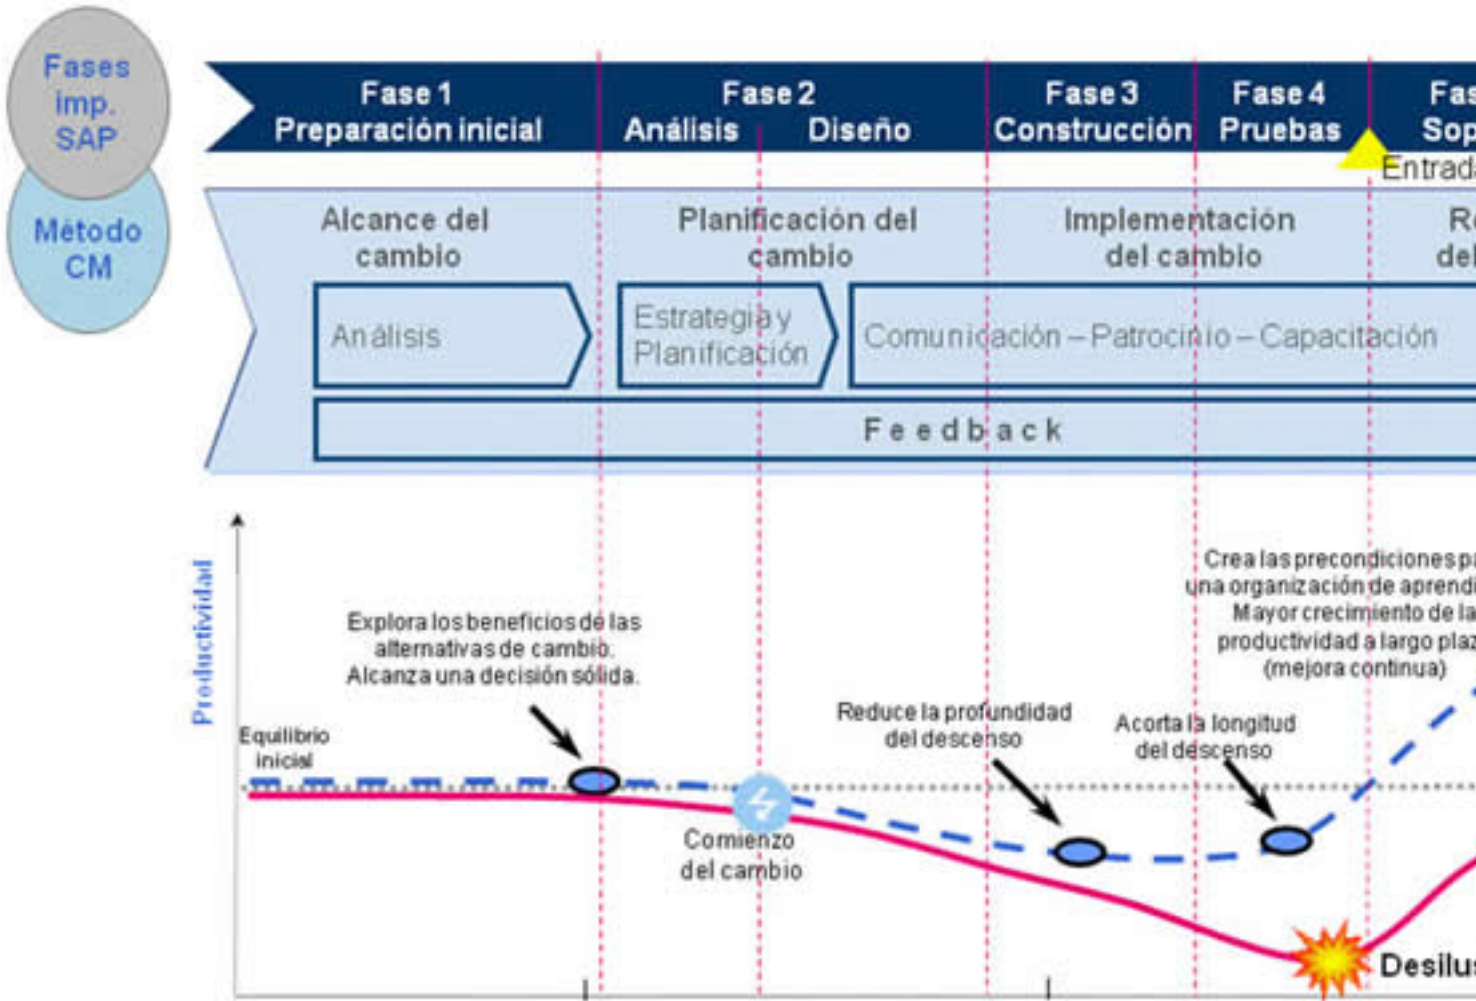 Fases
imp.
SAP
Método
CM
Fase 1
Preparación inicial
Fase 2
Análisis Diseño
Fase 3
Construcción
Fase 4
Pruebas
Alcance del
cambio
Planificación del
cambio
Implementación
del cambio
Análisis
Estrategia y
Planificación
Comunicación – Patrocinio – Capacitación
Feedback
Productividad
Equilibrio
inicial
Explora los beneficios de las
alternativas de cambio.
Alcanza una decisión sólida.
Comienzo
del cambio
Reduce la profundidad
del descenso
Acorta la longitud
del descenso
Crea las precondiciones
una organización de
Mayor crecimiento de la
productividad a largo
(mejora continua)